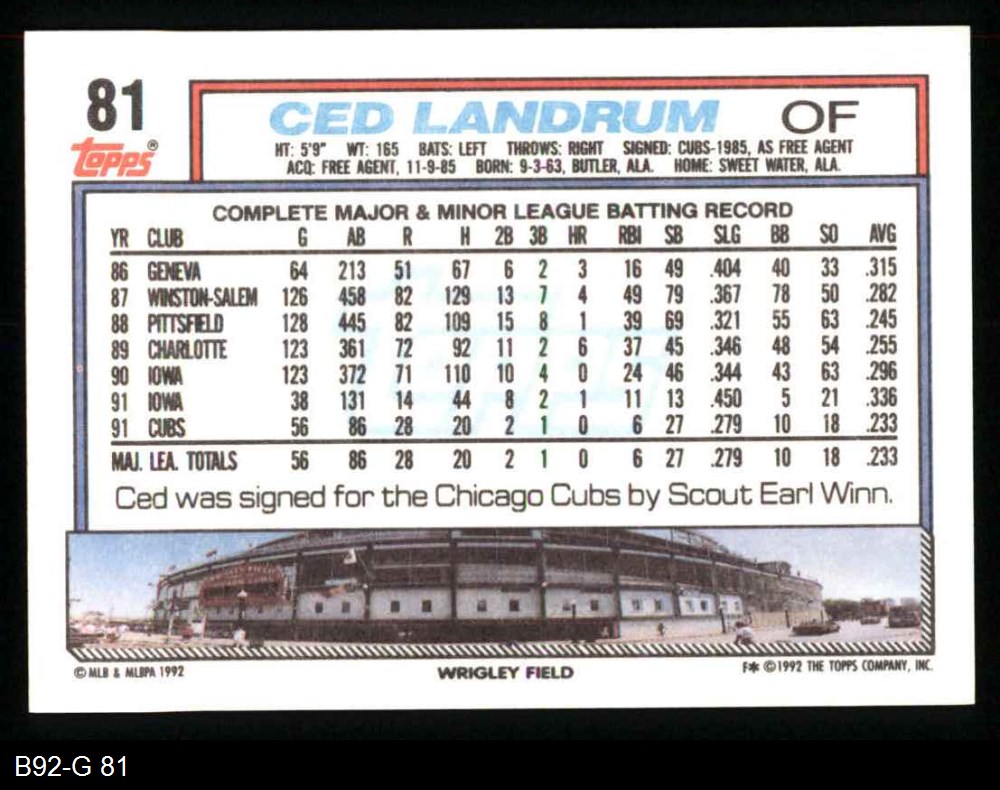 81
Topps®
CED LANDRUM OF
HT: 5'9" WT: 165 BATS: LEFT THROWS: RIGHT SIGNED: CUBS-1985, AS FREE AGENT
ACQ: FREE AGENT, 11-9-85 BORN: 9-3-63, BUTLER, ALA. HOME: SWEET WATER, ALA.
COMPLETE MAJOR & MINOR LEAGUE BATTING RECORD
YR CLUB G AB R H 2B 3B HR RBI SB SLG BB SO AVG
86 GENEVA 64 213 51 67 6 2 3 16 49 .404 40 33 .315
87 WINSTON-SALEM 126 458 82 129 13 7 4 49 79 .367 78 50 .282
88 PITTSFIELD 128 445 82 109 15 8 1 39 69 .321 55 63 .245
89 CHARLOTTE 123 361 72 92 11 2 6 37 45 .346 48 54 .255
90 IOWA 123 372 71 110 10 4 0 24 46 .344 43 63 .296
91 IOWA 38 131 14 44 8 2 1 11 13 .450 5 21 .336
91 CUBS 56 86 28 20 2 1 0 6 27 .279 10 18 .233
MAJ. LEA. TOTALS 56 86 28 20 2 1 0 6 27 .279 10 18 .233
Ced was signed for the Chicago Cubs by Scout Earl Winn.
© MLB & MLBPA 1992 WRIGLEY FIELD F* ©1992 THE TOPPS COMPANY, INC.
B92-G 81